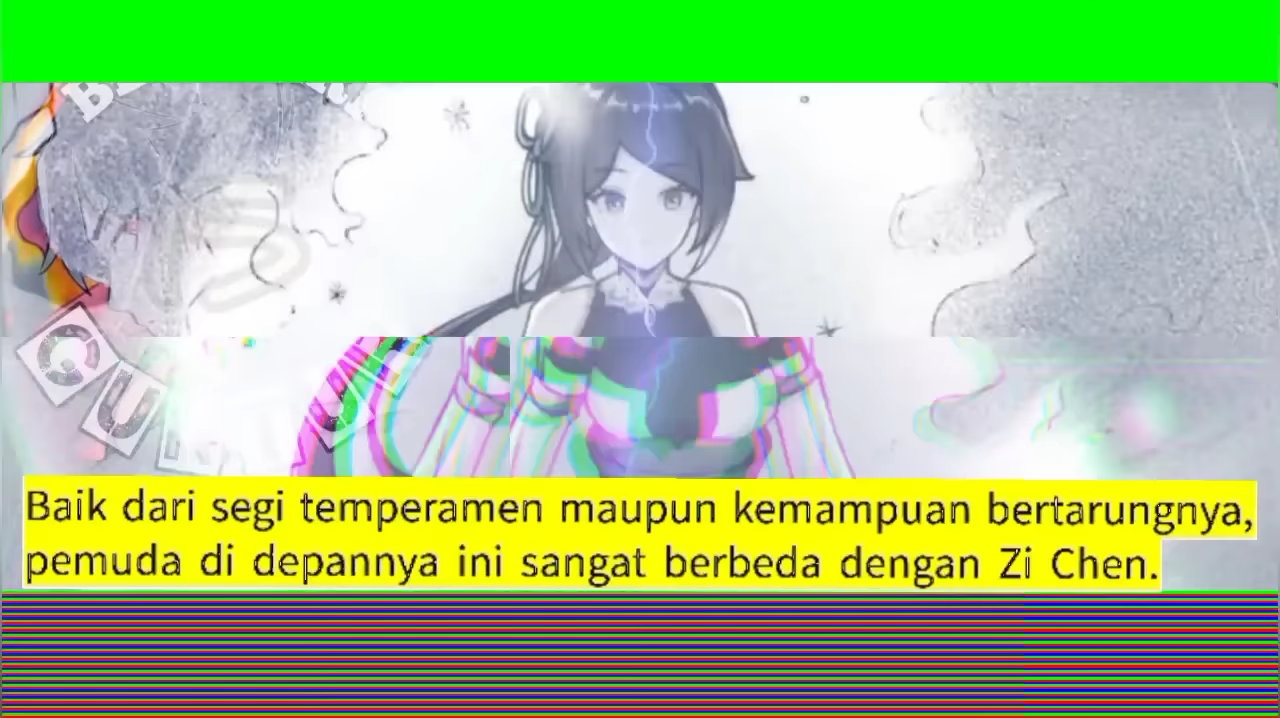 Baik dari segi temperamen maupun kemampuan bertarungnya,
pemuda di depannya ini sangat berbeda dengan Zi Chen.